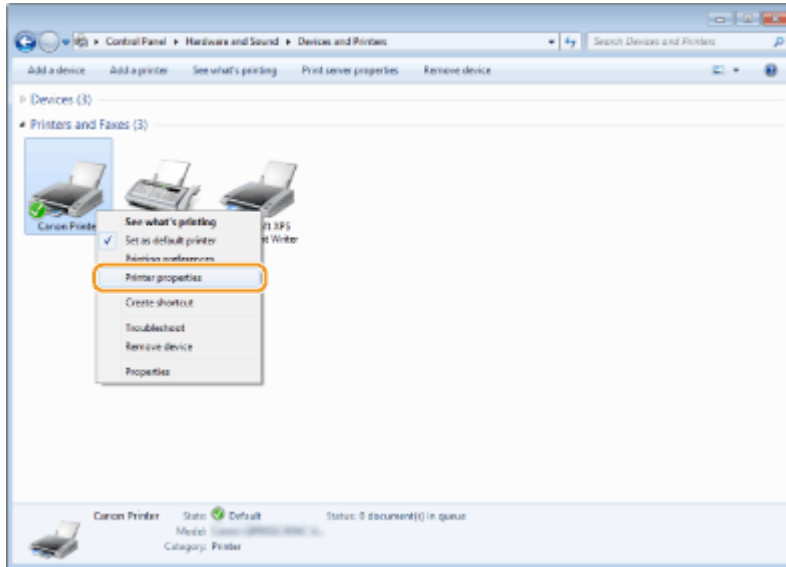 Control Panel ▸ Hardware and Sound ▸ Devices and Printers
Search Devices and Printers
Add a device Add a printer See what's printing Print server properties Remove device
Devices (3)
Printers and Faxes (3)
Canon Printe
XPS
Writer
See what's printing
Set as default printer
Printing preferences
Printer properties
Create shortcut
Troubleshoot
Remove device
Properties
Canon Printer State: Default Status: 0 document(s) in queue
Model:
Category: Printer